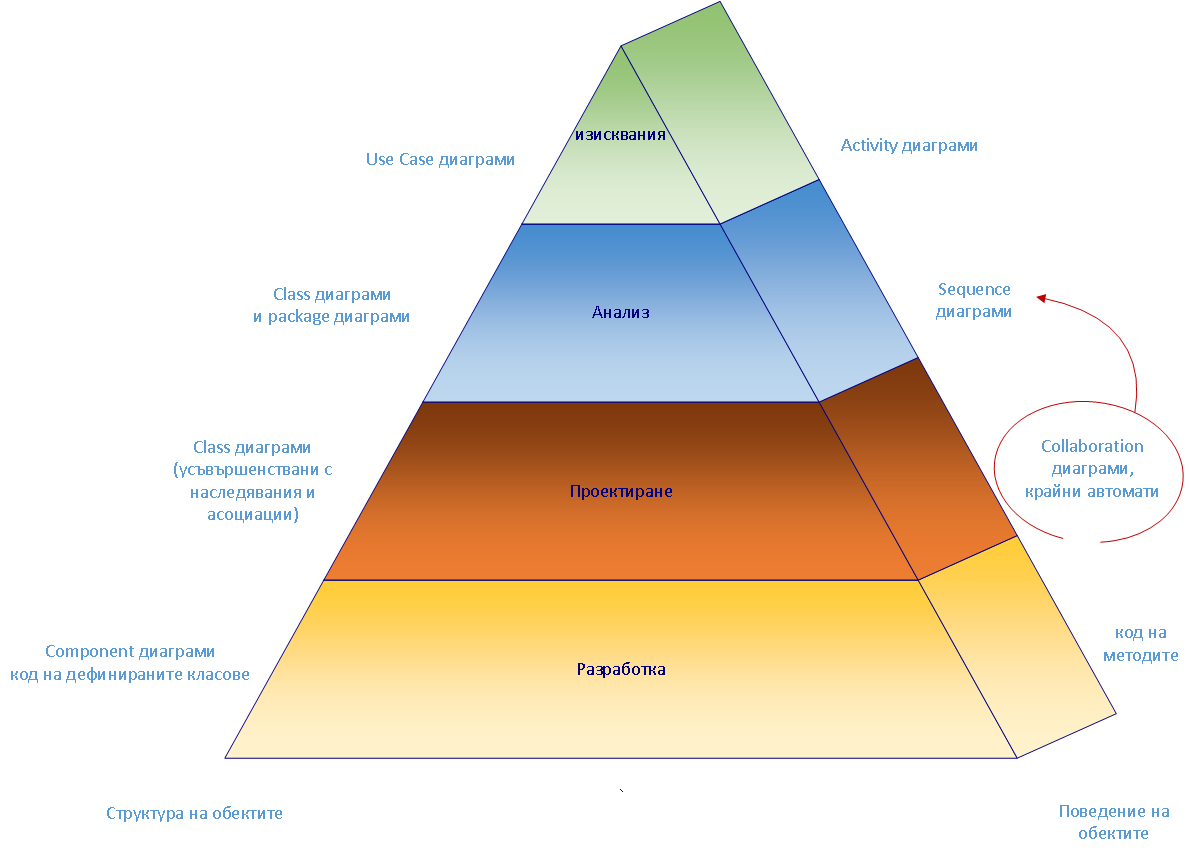 изисквания
Use Case диаграми
Activity диаграми
Class диаграми
и package диаграми
Анализ
Sequence
диаграми
Class диаграми
(усъвършенствани с
наследявания и
асоциации)
Проектиране
Collaboration
диаграми,
крайни автомати
Component диаграми
код на дефинираните класове
Разработка
код на
методите
Структура на обектите
Поведение на
обектите